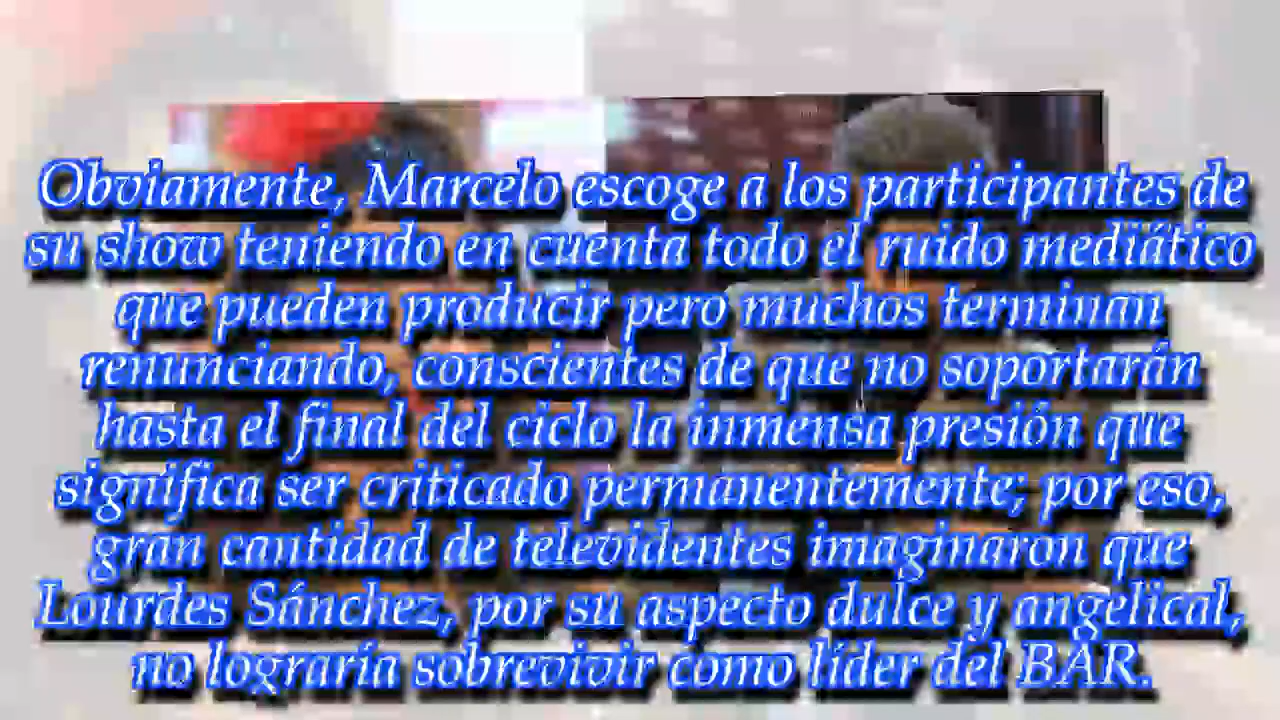 Obviamente, Marcelo escoge a los participantes de
su show teniendo en cuenta todo el ruido mediático
que pueden producir pero muchos terminan
renunciando, conscientes de que no soportarán
hasta el final del ciclo la inmensa presión que
significa ser criticado permanentemente; por eso,
gran cantidad de televidentes imaginaron que
Lourdes Sánchez, por su aspecto dulce y angelical,
no lograría sobrevivir como líder del BAR.